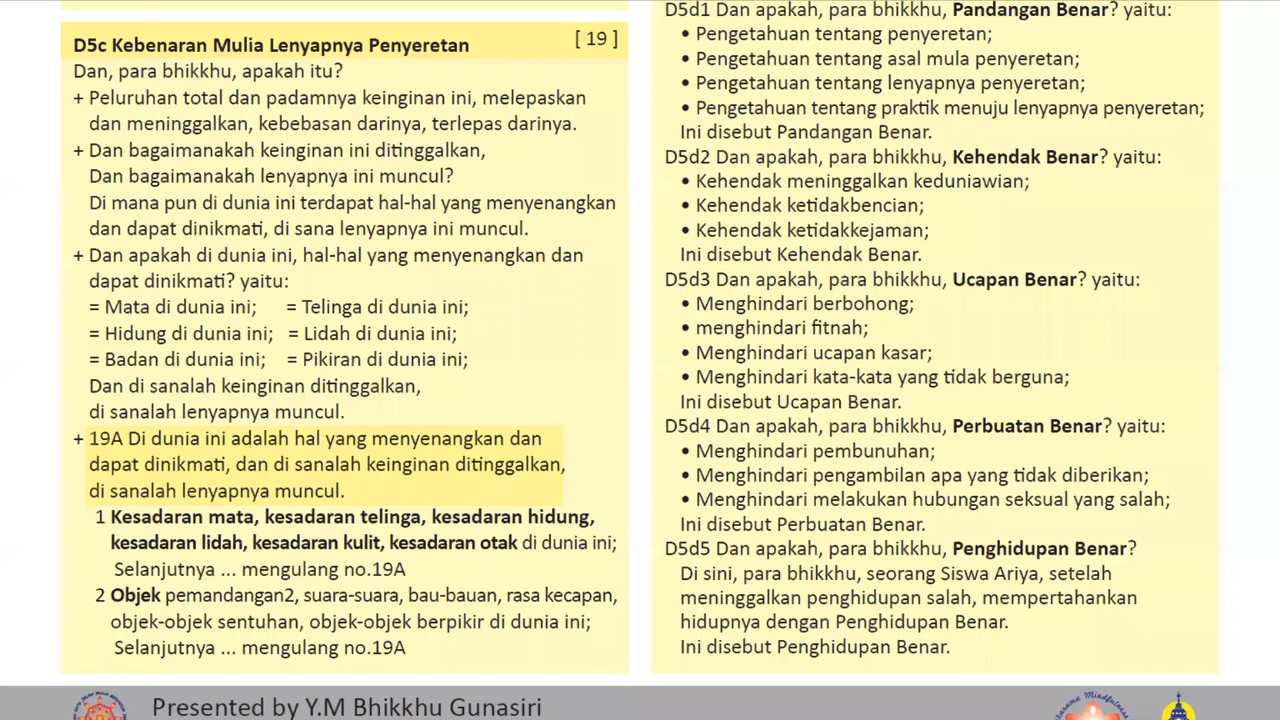 D5c Kebenaran Mulia Lenyapnya Penyeretan [ 19 ]
Dan, para bhikkhu, apakah itu?
+ Peluruhan total dan padamnya keinginan ini, melepaskan
dan meninggalkan, kebebasan darinya, terlepas darinya.
+ Dan bagaimanakah keinginan ini ditinggalkan,
Dan bagaimanakah lenyapnya ini muncul?
Di mana pun di dunia ini terdapat hal-hal yang menyenangkan
dan dapat dinikmati, di sana lenyapnya ini muncul.
+ Dan apakah di dunia ini, hal-hal yang menyenangkan dan
dapat dinikmati? yaitu:
= Mata di dunia ini; = Telinga di dunia ini;
= Hidung di dunia ini; = Lidah di dunia ini;
= Badan di dunia ini; = Pikiran di dunia ini;
Dan di sanalah keinginan ditinggalkan,
di sanalah lenyapnya muncul.
+ 19A Di dunia ini adalah hal yang menyenangkan dan
dapat dinikmati, dan di sanalah keinginan ditinggalkan,
di sanalah lenyapnya muncul.
1 Kesadaran mata, kesadaran telinga, kesadaran hidung,
kesadaran lidah, kesadaran kulit, kesadaran otak di dunia ini;
Selanjutnya ... mengulang no.19A
2 Objek pemandangan2, suara-suara, bau-bauan, rasa kecapan,
objek-objek sentuhan, objek-objek berpikir di dunia ini;
Selanjutnya ... mengulang no.19A
D5d1 Dan apakah, para bhikkhu, Pandangan Benar? yaitu:
• Pengetahuan tentang penyeretan;
• Pengetahuan tentang asal mula penyeretan;
• Pengetahuan tentang lenyapnya penyeretan;
• Pengetahuan tentang praktik menuju lenyapnya penyeretan;
Ini disebut Pandangan Benar.
D5d2 Dan apakah, para bhikkhu, Kehendak Benar? yaitu:
• Kehendak meninggalkan keduniawian;
• Kehendak ketidakbencian;
• Kehendak ketidakkejaman;
Ini disebut Kehendak Benar.
D5d3 Dan apakah, para bhikkhu, Ucapan Benar? yaitu:
• Menghindari berbohong;
• menghindari fitnah;
• Menghindari ucapan kasar;
• Menghindari kata-kata yang tidak berguna;
Ini disebut Ucapan Benar.
D5d4 Dan apakah, para bhikkhu, Perbuatan Benar? yaitu:
• Menghindari pembunuhan;
• Menghindari pengambilan apa yang tidak diberikan;
• Menghindari melakukan hubungan seksual yang salah;
Ini disebut Perbuatan Benar.
D5d5 Dan apakah, para bhikkhu, Penghidupan Benar?
Di sini, para bhikkhu, seorang Siswa Ariya, setelah
meninggalkan penghidupan salah, mempertahankan
hidupnya dengan Penghidupan Benar.
Ini disebut Penghidupan Benar.
Presented by Y.M Bhikkhu Gunasiri
Mindfulness